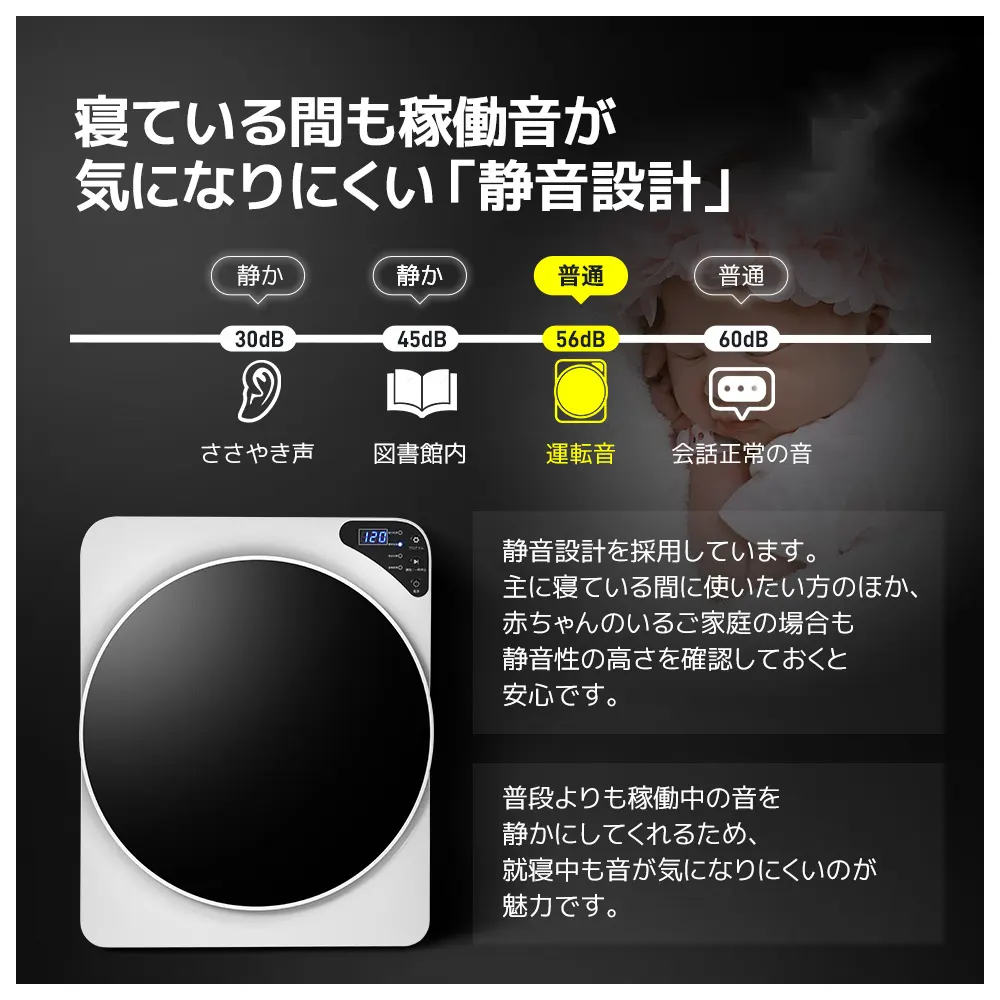 寝ている間も稼働音が
気になりにくい「静音設計」
静か 静か 普通 普通
30dB 45dB 56dB 60dB
ささやき声 図書館内 運転音 会話正常の音
120
静音設計を採用しています。
主に寝ている間に使いたい方のほか、
赤ちゃんのいるご家庭の場合も
静音性の高さを確認しておくと
安心です。
普段よりも稼働中の音を
静かにしてくれるため、
就寝中も音が気になりにくいのが
魅力です。